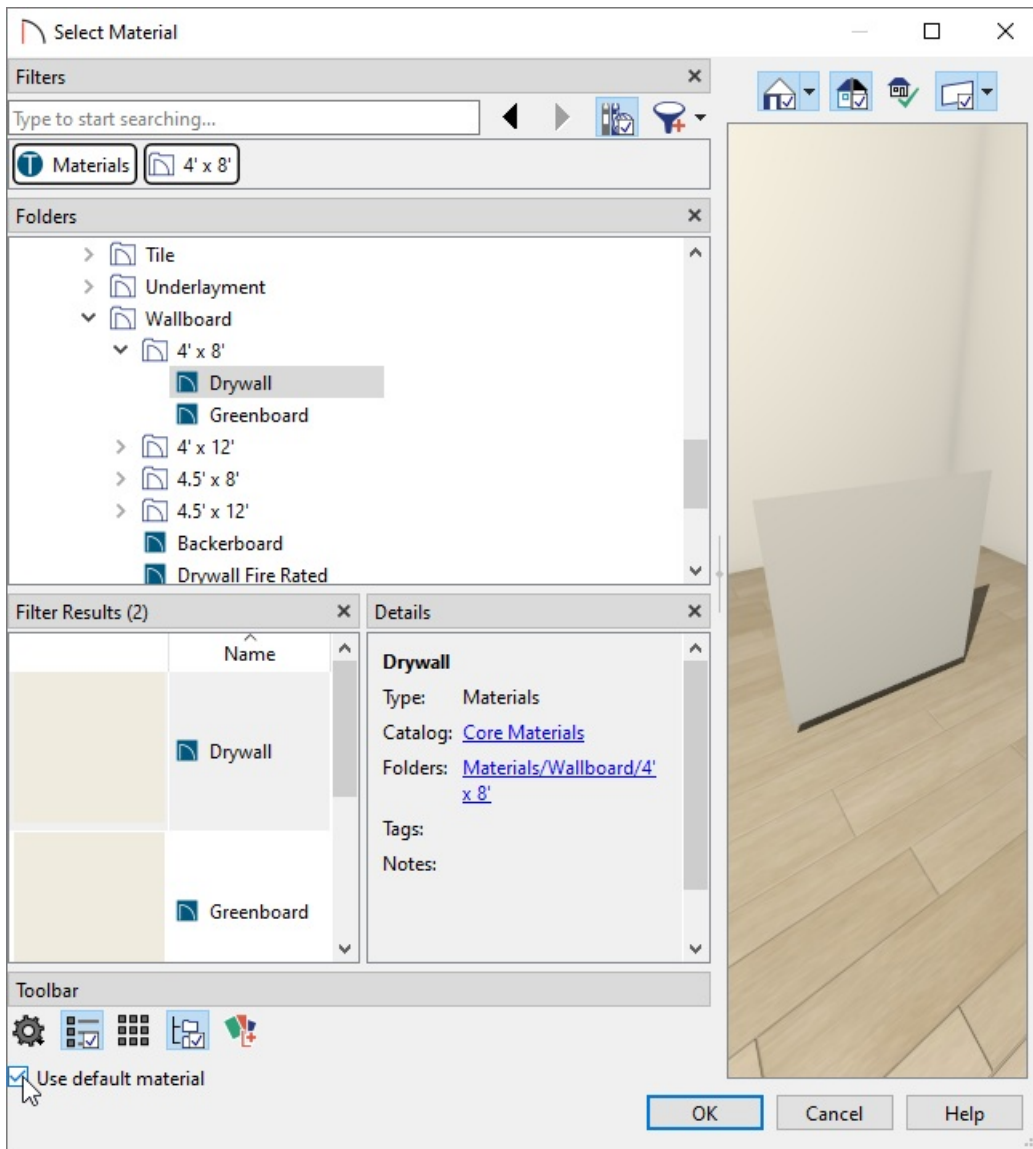 Select Material
Filters
Type to start searching...
Materials
4' x 8'
Folders
Tile
Underlayment
Wallboard
4' x 8'
Drywall
Greenboard
4' x 12'
4.5' x 8'
4.5' x 12'
Backerboard
Drywall Fire Rated
Filter Results (2)
Name
Drywall
Greenboard
Details
Drywall
Type: Materials
Catalog: Core Materials
Folders: Materials/Wallboard/4'
x 8'
Tags:
Notes:
Toolbar
Use default material
OK
Cancel
Help